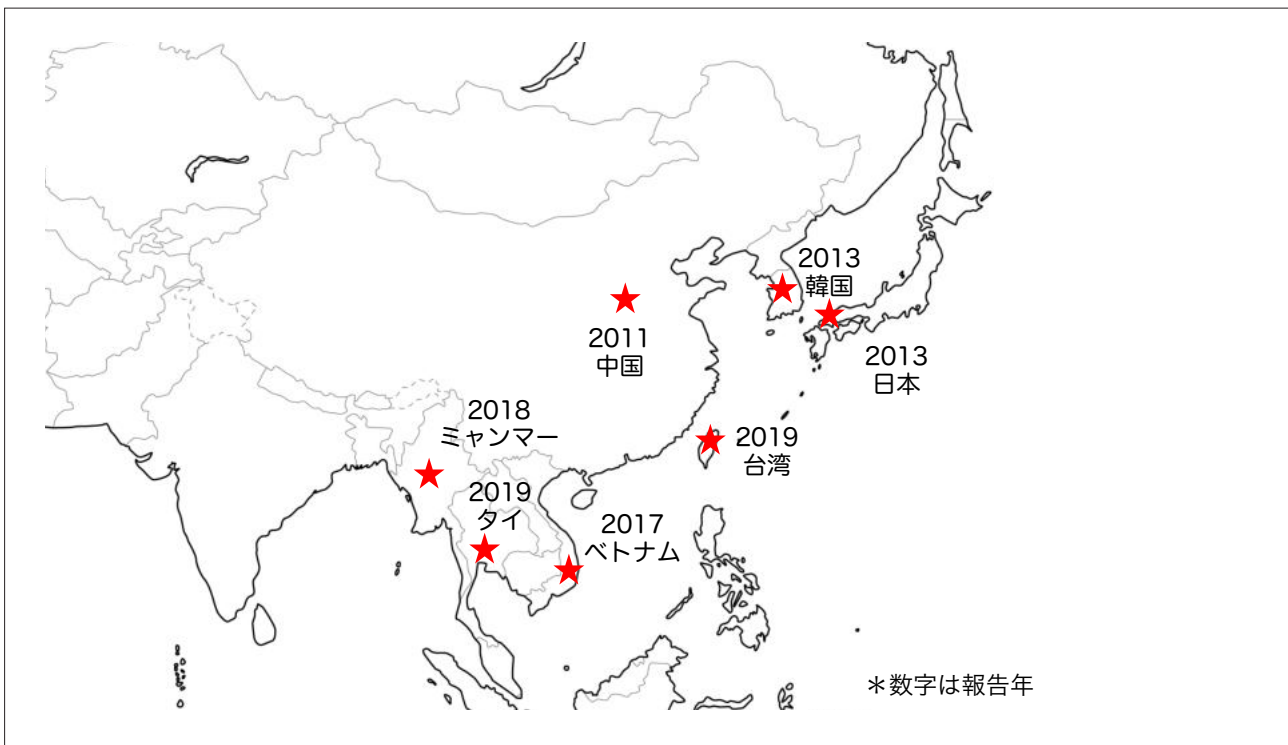 2013
韓国
2011
中国
2013
日本
2018
ミャンマー
2019
台湾
2019
タイ
2017
ベトナム
＊数字は報告年